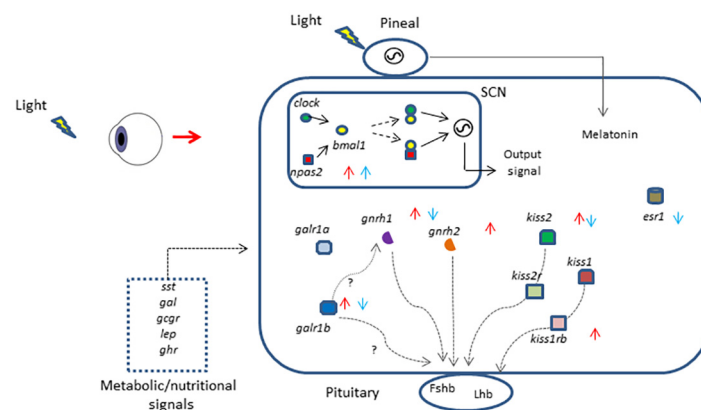 Light
Pineal
Light
SCN
clock
bmal1
npas2
Output
signal
Melatonin
galr1a
gnrh1
gnrh2
kiss2
esr1
kiss1
kiss2r
?
galr1b
kiss1rb
?
sst
gal
gcgr
lep
ghr
Metabolic/nutritional
signals
Pituitary
Fshb
Lhb